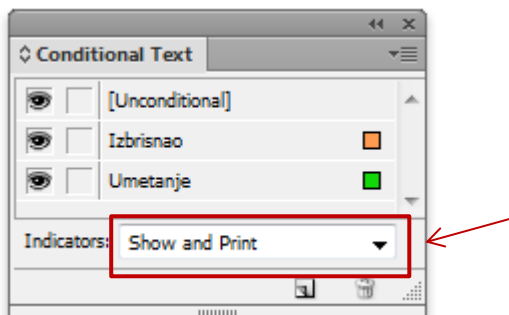 Conditional Text
[Unconditional]
Izbrisnao
Umetanje
Indicators: Show and Print